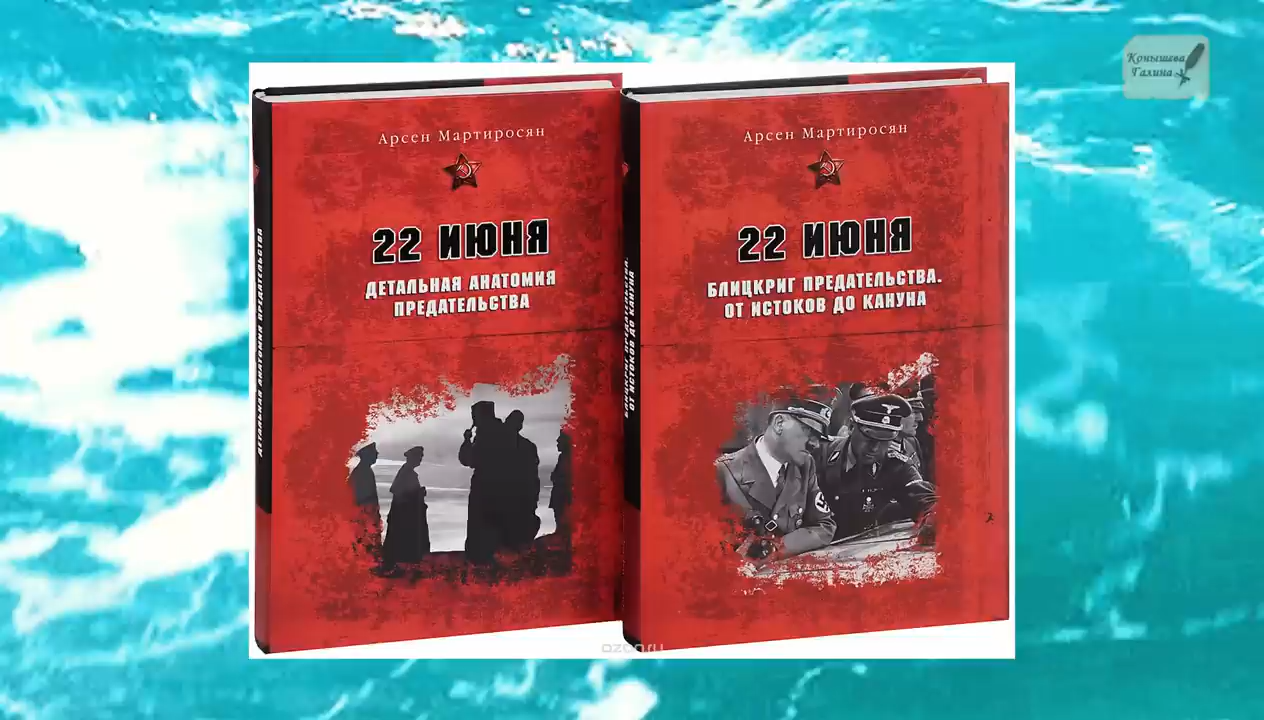 Конышева
Галина
Арсен Мартиросян
22 ИЮНЯ
ДЕТАЛЬНАЯ АНАТОМИЯ
ПРЕДАТЕЛЬСТВА
ДЕТАЛЬНАЯ АНАТОМИЯ ПРЕДАТЕЛЬСТВА
Арсен Мартиросян
22 ИЮНЯ
БЛИЦКРИГ ПРЕДАТЕЛЬСТВА.
ОТ ИСТОКОВ ДО КАНУНА
БЛИЦКРИГ ПРЕДАТЕЛЬСТВА.
ОТ ИСТОКОВ ДО КАНУНА
ozon.ru